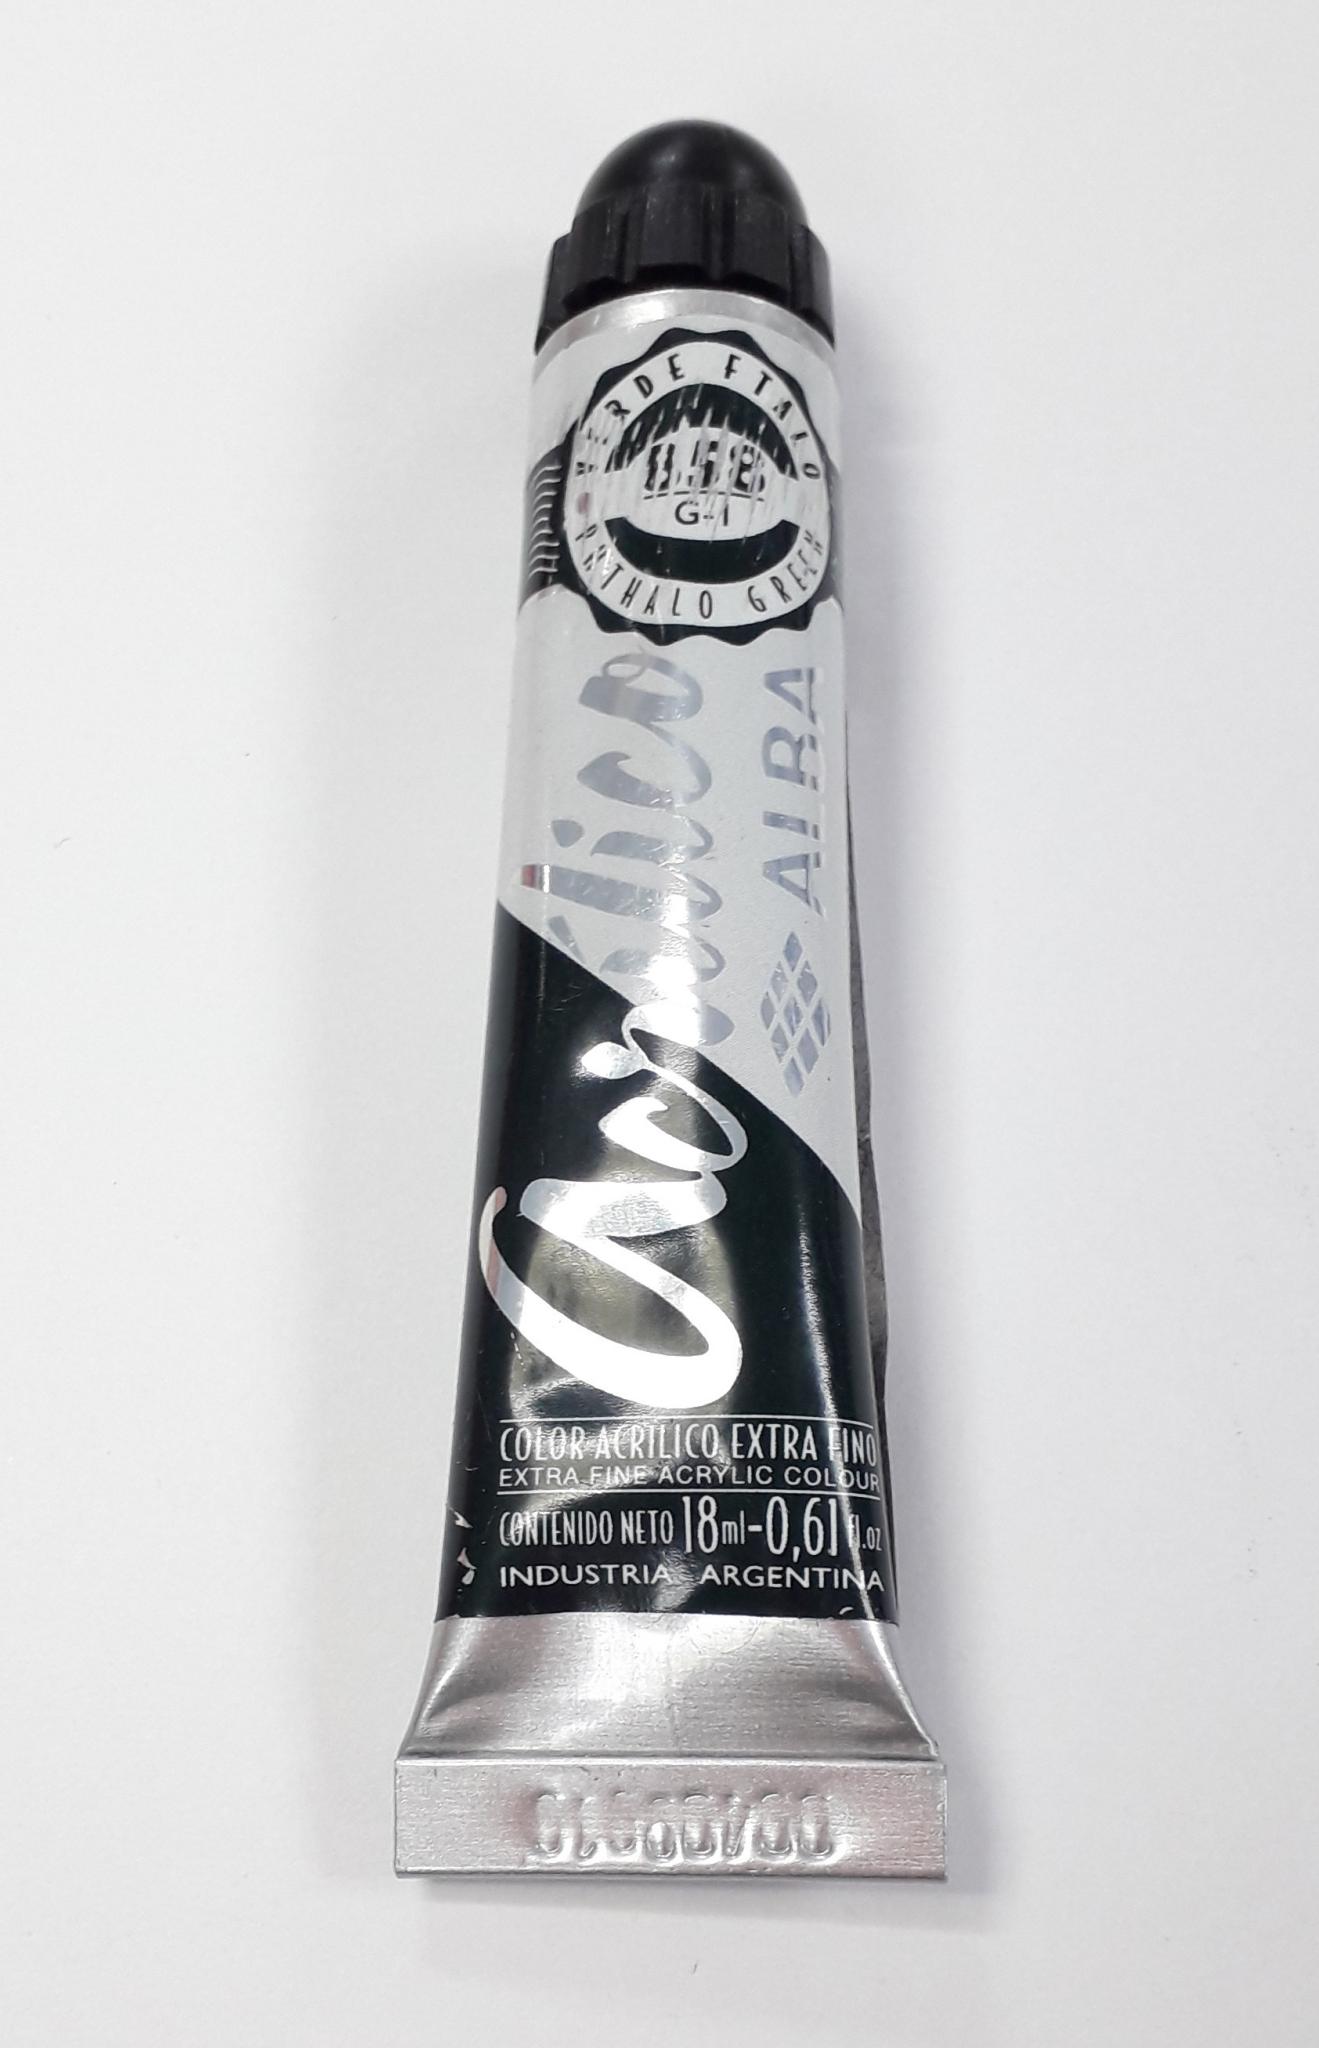 VERDE FTALO
858
G-1
PHTHALO GREEN
Acrílico
ALBA
COLOR ACRILICO EXTRA FINO
EXTRA FINE ACRYLIC COLOUR
CONTENIDO NETO 18ml-0,61 fl.oz
INDUSTRIA ARGENTINA